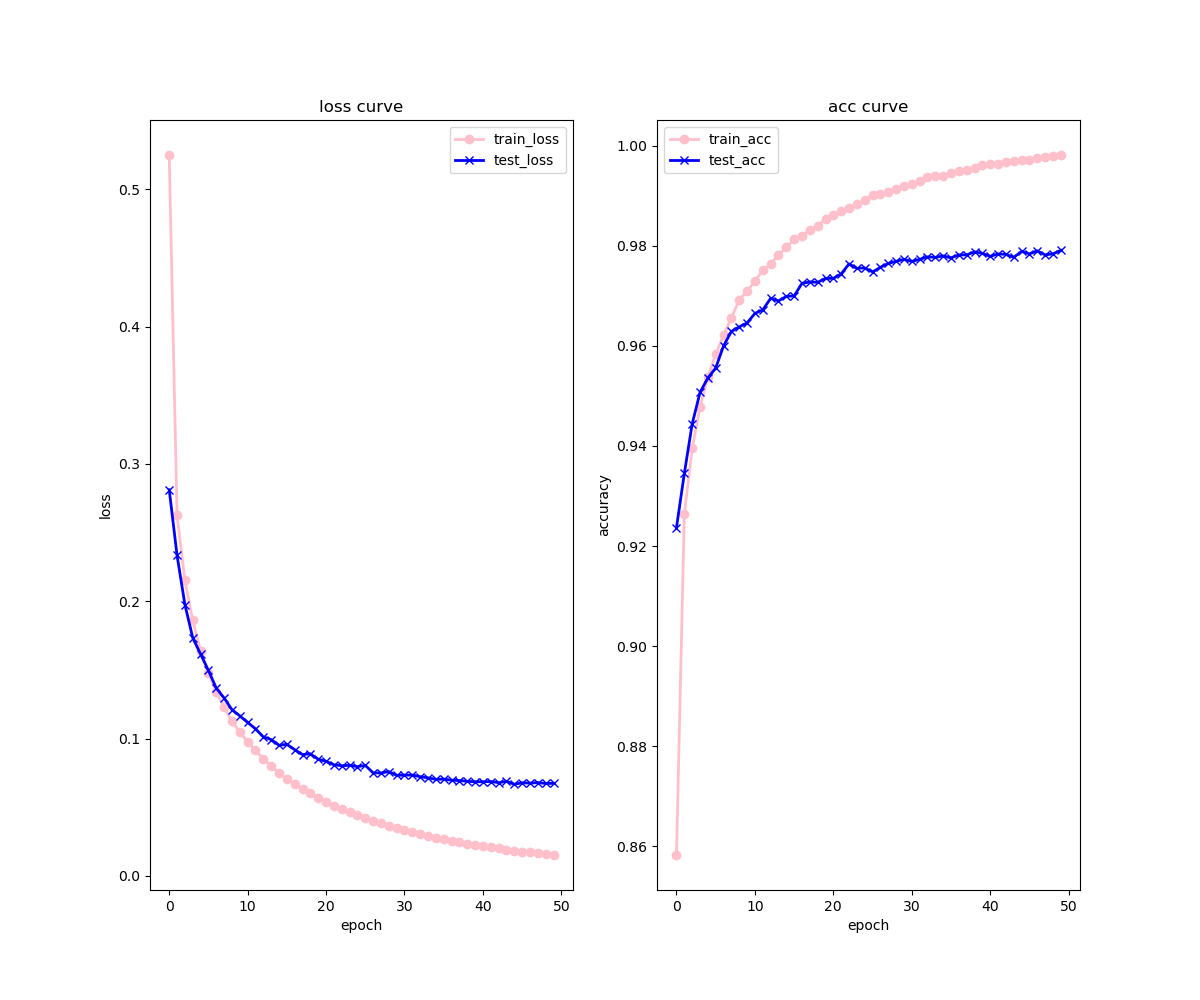 loss curve
train_loss
test_loss
0.5
0.4
0.3
0.2
0.1
0.0
loss
0 10 20 30 40 50
epoch
acc curve
train_acc
test_acc
1.00
0.98
0.96
0.94
0.92
0.90
0.88
0.86
accuracy
0 10 20 30 40 50
epoch